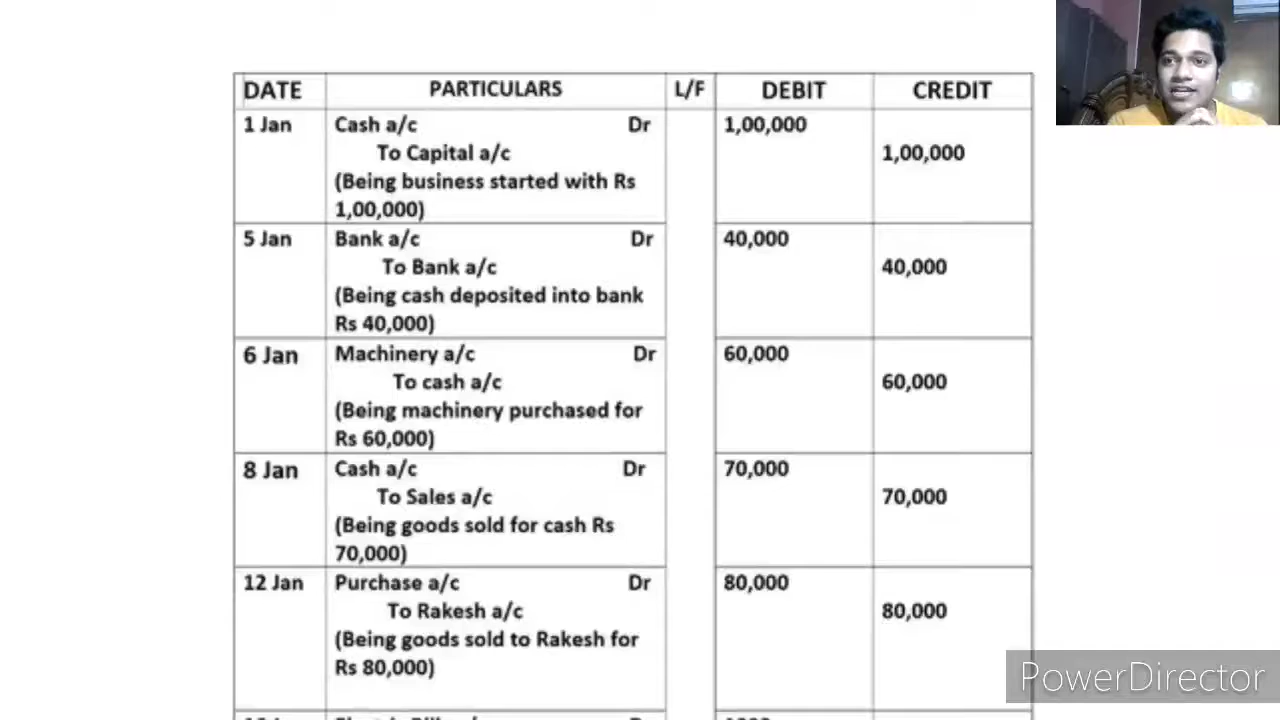 DATE PARTICULARS L/F DEBIT CREDIT
1 Jan Cash a/c Dr 1,00,000
To Capital a/c 1,00,000
(Being business started with Rs
1,00,000)
5 Jan Bank a/c Dr 40,000
To Bank a/c 40,000
(Being cash deposited into bank
Rs 40,000)
6 Jan Machinery a/c Dr 60,000
To cash a/c 60,000
(Being machinery purchased for
Rs 60,000)
8 Jan Cash a/c Dr 70,000
To Sales a/c 70,000
(Being goods sold for cash Rs
70,000)
12 Jan Purchase a/c Dr 80,000
To Rakesh a/c 80,000
(Being goods sold to Rakesh for
Rs 80,000)
PowerDirector